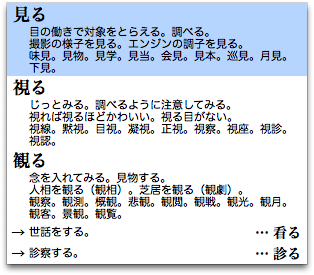 見る
目の働きで対象をとらえる。調べる。
撮影の様子を見る。エンジンの調子を見る。
味見。見物。見学。見当。会見。見本。巡見。月見。
下見。
視る
じっとみる。調べるように注意してみる。
視れば視るほどかわいい。視る目がない。
視線。黙視。目視。凝視。正視。視察。視座。視診。
視認。
観る
念を入れてみる。見物する。
人相を観る（観相）。芝居を観る（観劇）。
観察。観測。概観。悲観。観閲。観戦。観光。観月。
観客。景観。観覧。
→ 世話をする。 … 看る
→ 診察する。 … 診る